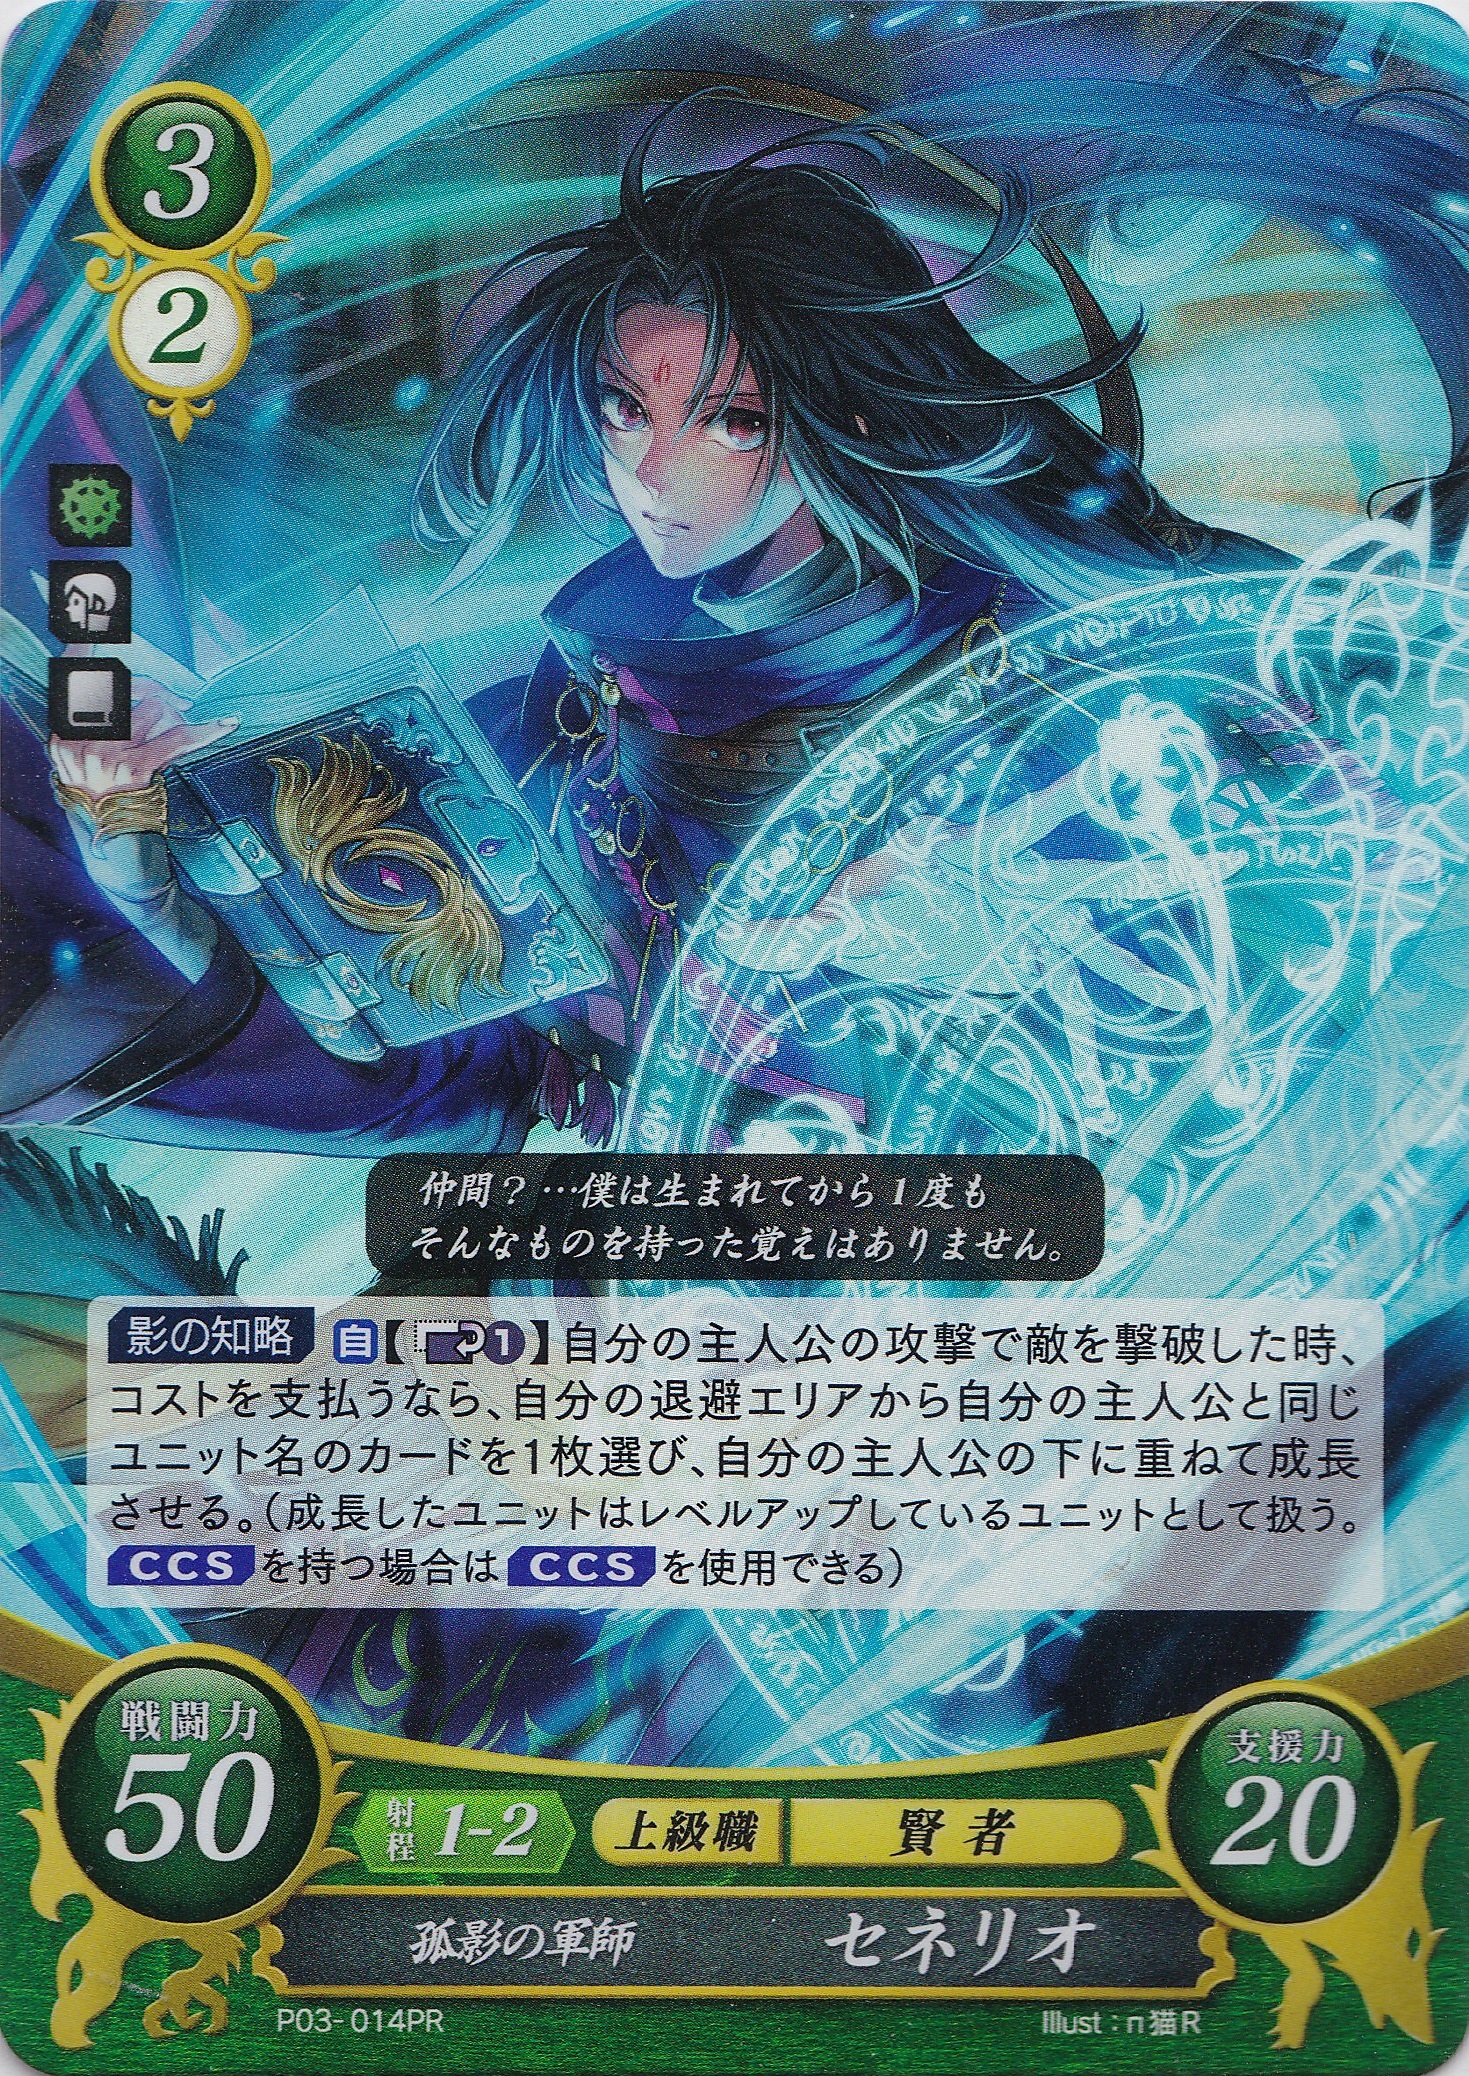 3
2
仲間？…僕は生まれてから1度も
そんなものを持った覚えはありません。
影の知略 自【1】自分の主人公の攻撃で敵を撃破した時、
コストを支払うなら、自分の退避エリアから自分の主人公と同じ
ユニット名のカードを1枚選び、自分の主人公の下に重ねて成長
させる。（成長したユニットはレベルアップしているユニットとして扱う。
CCSを持つ場合はCCSを使用できる）
戦闘力
50
射程 1-2
上級職 賢者
支援力
20
孤影の軍師 セネリオ
P03-014PR
Illust：n猫R